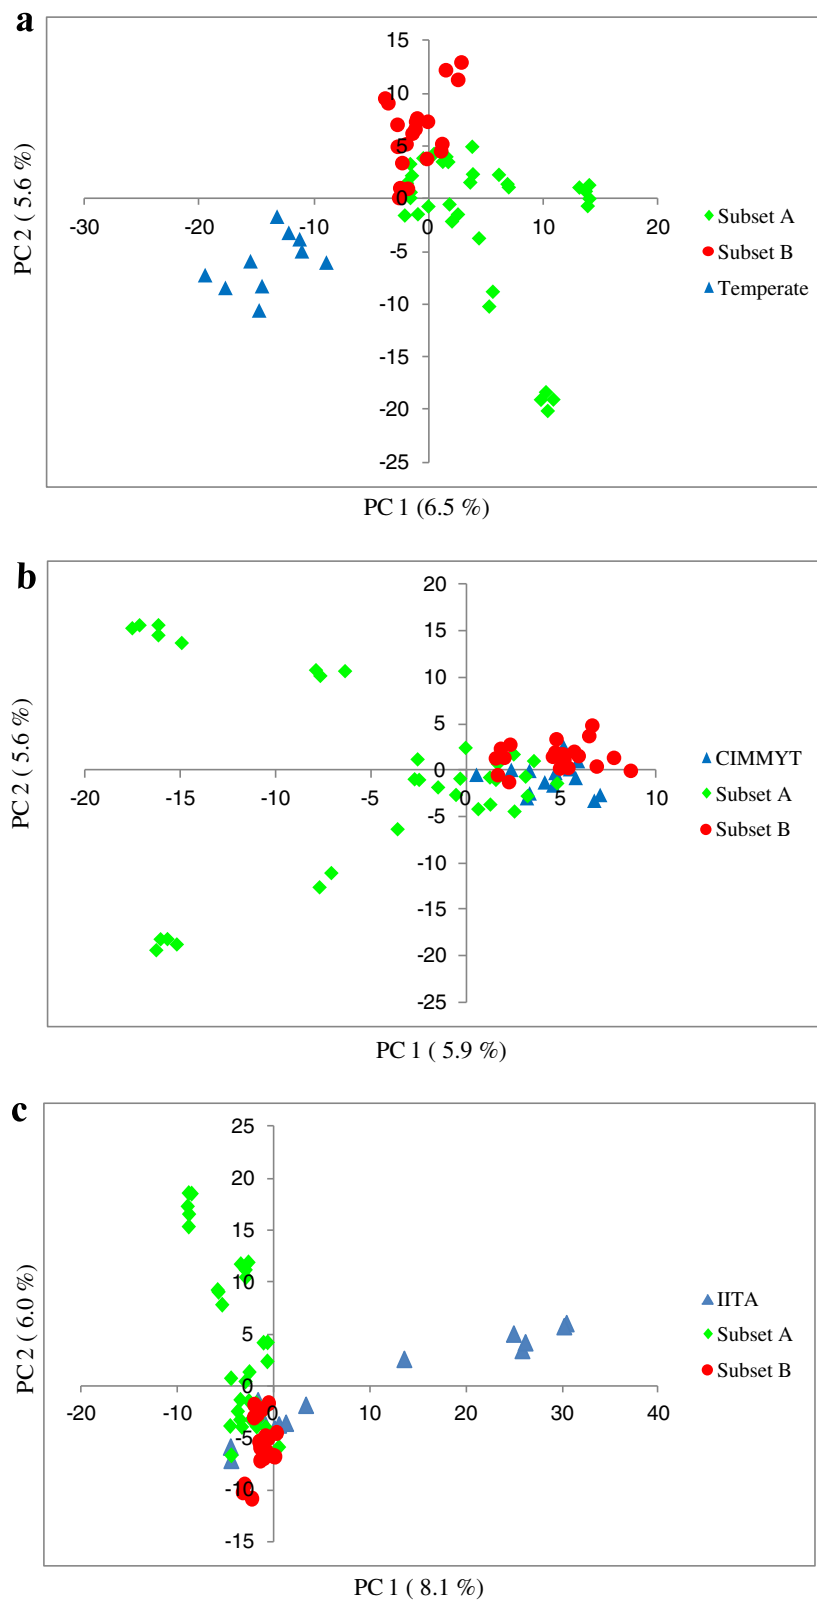 a
15
10
5
0
-30
-20
-10
0
10
20
-5
-10
-15
-20
-25
PC 2 ( 5.6 %)
PC 1 (6.5 %)
Subset A
Subset B
Temperate
b
20
15
10
5
0
-20
-15
-10
-5
0
5
10
-5
-10
-15
-20
-25
PC 2 ( 5.6 %)
PC 1 ( 5.9 %)
CIMMYT
Subset A
Subset B
c
25
20
15
10
5
0
-20
-10
0
10
20
30
40
-5
-10
-15
PC 2 ( 6.0 %)
PC 1 ( 8.1 %)
IITA
Subset A
Subset B